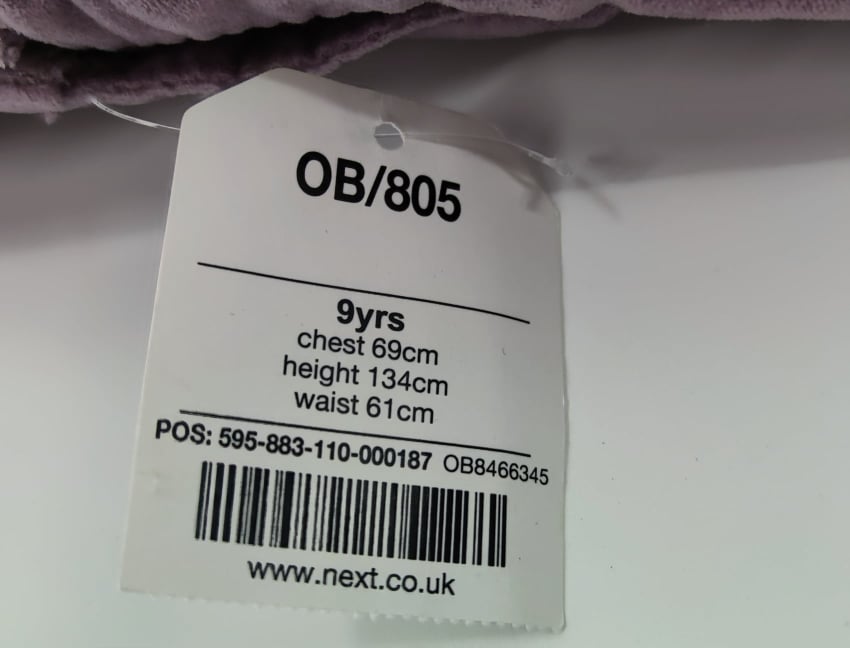 OB/805
9yrs
chest 69cm
height 134cm
waist 61cm
POS: 595-883-110-000187 OB8466345
www.next.co.uk